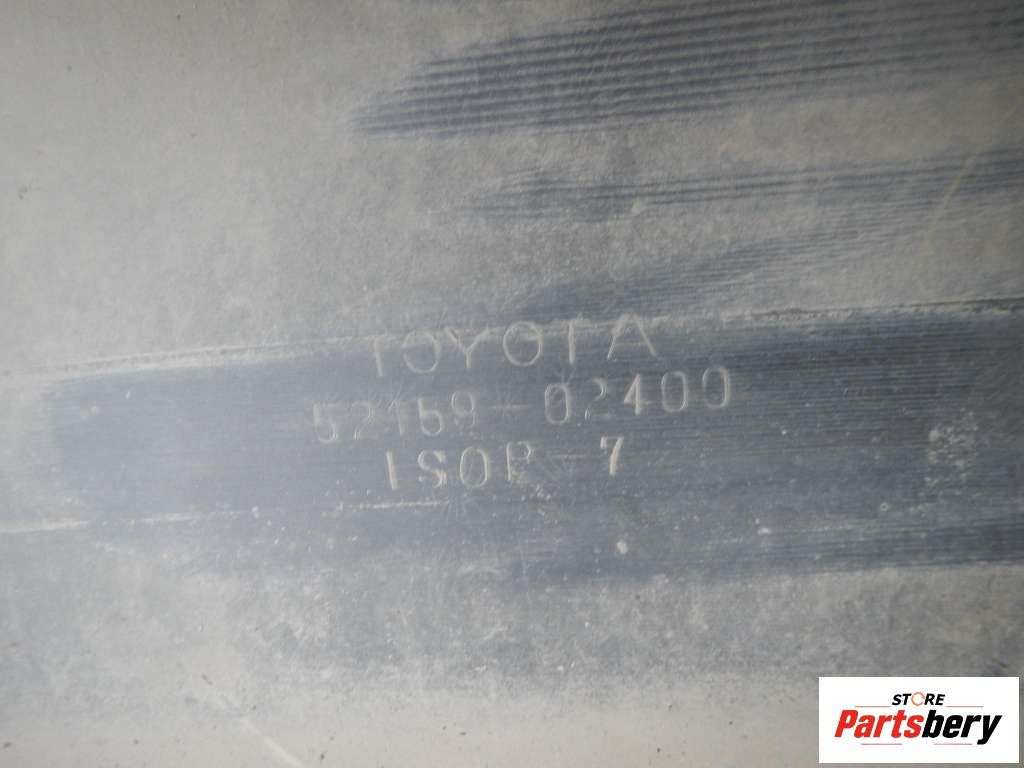 TOYOTA
52159-02400
ISOP-7
STORE
Partsbery